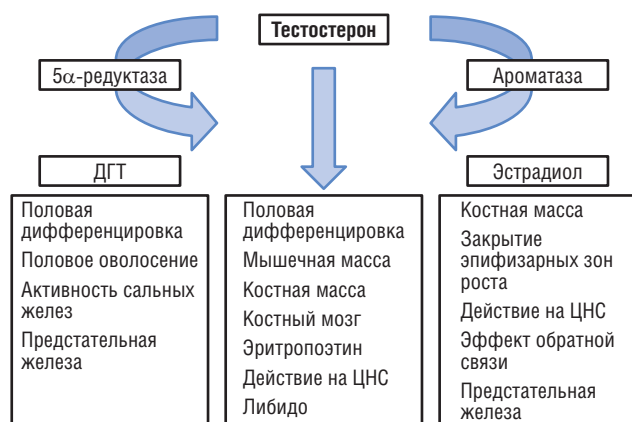 Тестостерон
5α-редуктаза
Ароматаза
ДГТ
Эстрадиол
Половая
дифференцировка
Половое оволосение
Активность сальных
желез
Предстательная
железа
Половая
дифференцировка
Мышечная масса
Костная масса
Костный мозг
Эритропоэтин
Действие на ЦНС
Либидо
Костная масса
Закрытие
эпифизарных зон
роста
Действие на ЦНС
Эффект обратной
связи
Предстательная
железа